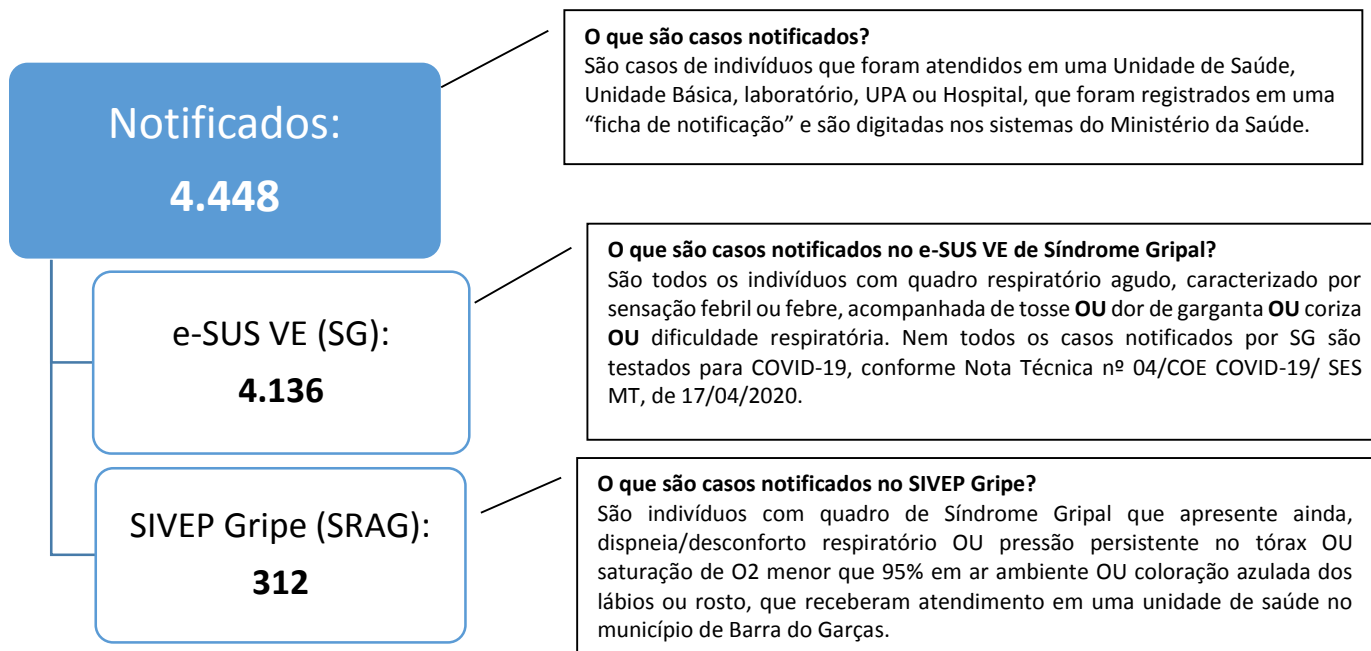 O que são casos notificados?
São casos de indivíduos que foram atendidos em uma Unidade de Saúde,
Unidade Básica, laboratório, UPA ou Hospital, que foram registrados em uma
“ficha de notificação” e são digitadas nos sistemas do Ministério da Saúde.
Notificados:
4.448
O que são casos notificados no e-SUS VE de Síndrome Gripal?
São todos os indivíduos com quadro respiratório agudo, caracterizado por
sensação febril ou febre, acompanhada de tosse OU dor de garganta OU coriza
OU dificuldade respiratória. Nem todos os casos notificados por SG são
testados para COVID-19, conforme Nota Técnica nº 04/COE COVID-19/ SES
MT, de 17/04/2020.
e-SUS VE (SG):
4.136
O que são casos notificados no SIVEP Gripe?
São indivíduos com quadro de Síndrome Gripal que apresente ainda,
dispneia/desconforto respiratório OU pressão persistente no tórax OU
saturação de O2 menor que 95% em ar ambiente OU coloração azulada dos
lábios ou rosto, que receberam atendimento em uma unidade de saúde no
município de Barra do Garças.
SIVEP Gripe (SRAG):
312